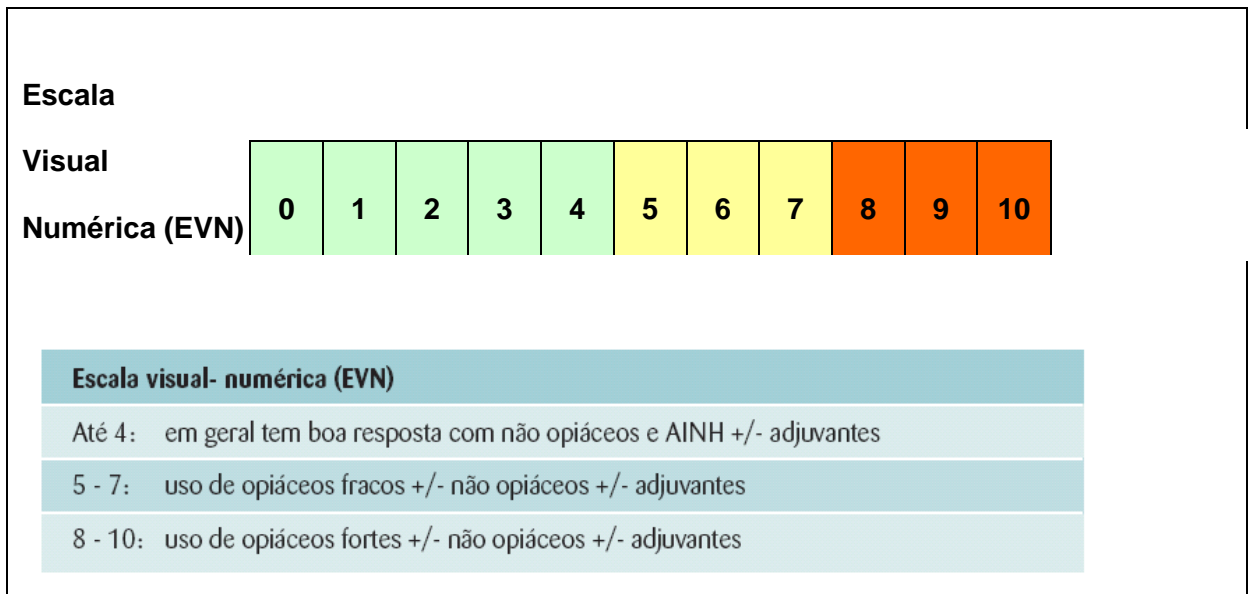 Escala
Visual
Numérica (EVN)
0 1 2 3 4 5 6 7 8 9 10
Escala visual- numérica (EVN)
Até 4: em geral tem boa resposta com não opiáceos e AINH +/- adjuvantes
5 - 7: uso de opiáceos fracos +/- não opiáceos +/- adjuvantes
8 - 10: uso de opiáceos fortes +/- não opiáceos +/- adjuvantes